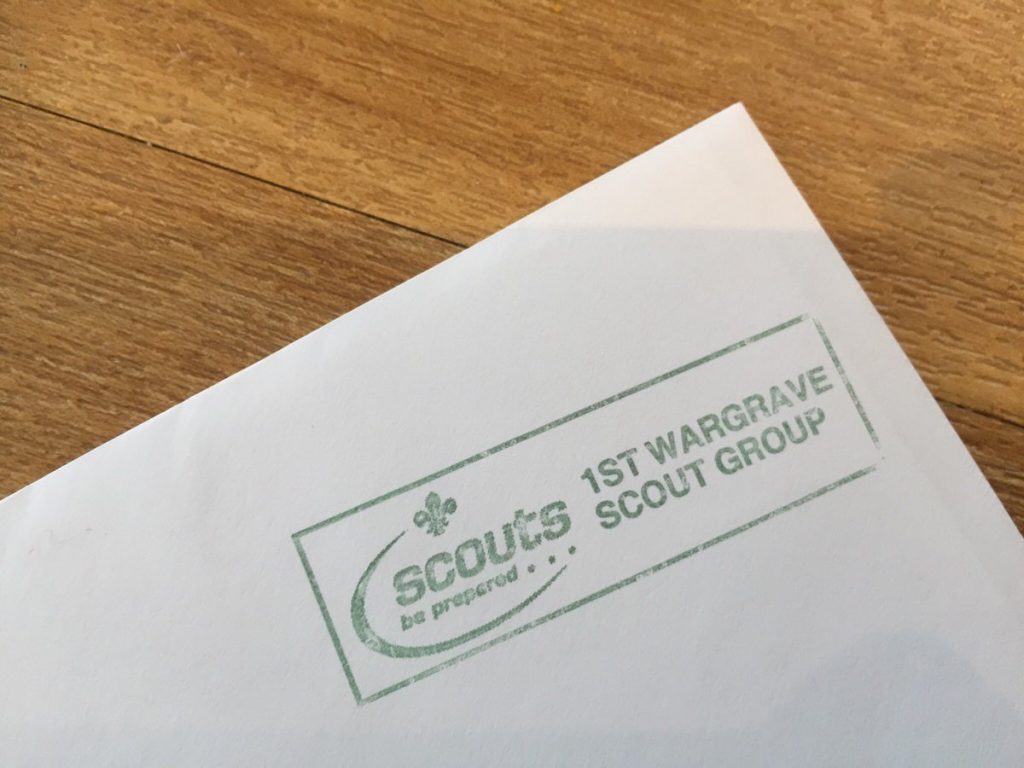 scouts
be prepared...
1ST WARGRAVE
SCOUT GROUP